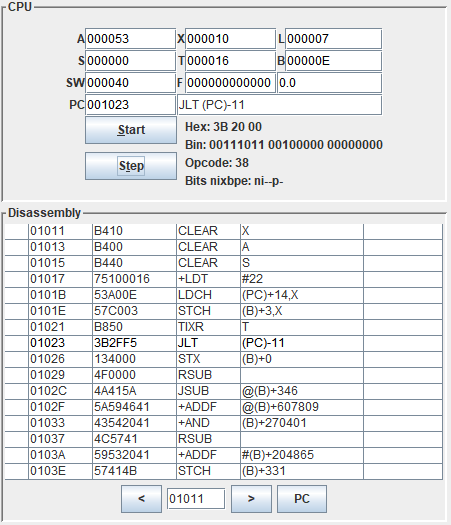 CPU
A 000053 X 000010 L 000007
S 000000 T 000016 B 00000E
SW 000040 F 000000000000 0.0
PC 001023 JLT (PC)-11
Start Hex: 3B 20 00
Bin: 00111011 00100000 00000000
Step Opcode: 38
Bits nixbpe: ni--p-
Disassembly
01011 B410 CLEAR X
01013 B400 CLEAR A
01015 B440 CLEAR S
01017 75100016 +LDT #22
0101B 53A00E LDCH (PC)+14,X
0101E 57C003 STCH (B)+3,X
01021 B850 TIXR T
01023 3B2FF5 JLT (PC)-11
01026 134000 STX (B)+0
01029 4F0000 RSUB
0102C 4A415A JSUB @(B)+346
0102F 5A594641 +ADDF @(B)+607809
01033 43542041 +AND (B)+270401
01037 4C5741 RSUB
0103A 59532041 +ADDF #(B)+204865
0103E 57414B STCH (B)+331
< 01011 > PC